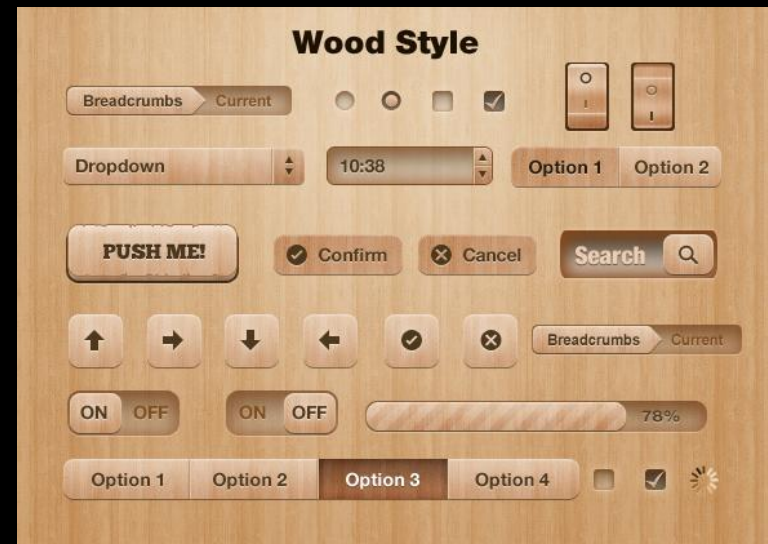 Wood Style
Breadcrumbs Current
Dropdown 10:38 Option 1 Option 2
PUSH ME! Confirm Cancel Search
Breadcrumbs Current
ON OFF ON OFF 78%
Option 1 Option 2 Option 3 Option 4